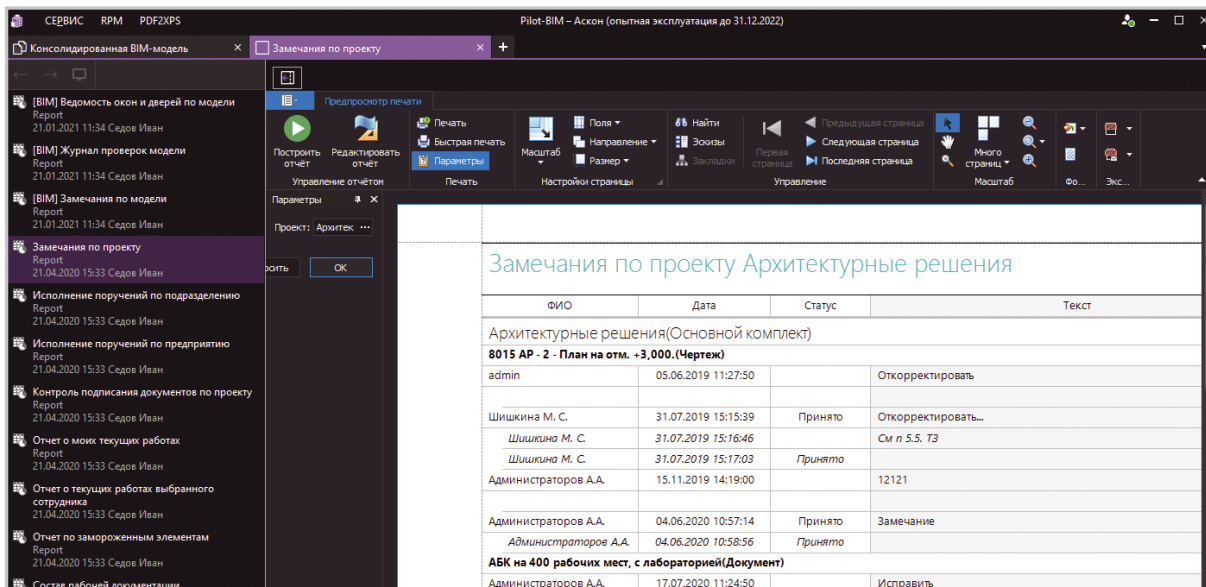 СЕРВИС RPM PDF2XPS Pilot-BIM – Аскон (опытная эксплуатация до 31.12.2022)
Консолидированная BIM-модель × Замечания по проекту × +
[BIM] Ведомость окон и дверей по модели
Report
21.01.2021 11:34 Седов Иван
[BIM] Журнал проверок модели
Report
21.01.2021 11:34 Седов Иван
[BIM] Замечания по модели
Report
21.01.2021 11:34 Седов Иван
Замечания по проекту
Report
21.04.2020 15:33 Седов Иван
Исполнение поручений по подразделению
Report
21.04.2020 15:33 Седов Иван
Исполнение поручений по предприятию
Report
21.04.2020 15:33 Седов Иван
Контроль подписания документов по проекту
Report
21.04.2020 15:33 Седов Иван
Отчет о моих текущих работах
Report
21.04.2020 15:33 Седов Иван
Отчет о текущих работах выбранного
сотрудника
21.04.2020 15:33 Седов Иван
Отчет по замороженным элементам
Report
21.04.2020 15:33 Седов Иван
Состав рабочей документации
Предпросмотр печати
Построить отчёт
Редактировать отчёт
Управление отчётом
Печать
Быстрая печать
Параметры
Печать
Масштаб
Поля
Направление
Размер
Настройки страницы
Найти
Эскизы
Закладки
Первая страница
Предыдущая страница
Следующая страница
Последняя страница
Управление
Много страниц
Масштаб
Фо...
Экс...
Параметры
Проект: Архитек ...
осить OK
Замечания по проекту Архитектурные решения
ФИО Дата Статус Текст
Архитектурные решения(Основной комплект)
8015 АР - 2 - План на отм. +3,000.(Чертеж)
admin 05.06.2019 11:27:50 Откорректировать
Шишкина М. С. 31.07.2019 15:15:39 Принято Откорректировать...
Шишкина М. С. 31.07.2019 15:16:46 См п 5.5. ТЗ
Шишкина М. С. 31.07.2019 15:17:03 Принято
Администраторов А.А. 15.11.2019 14:19:00 12121
Администраторов А.А. 04.06.2020 10:57:14 Принято Замечание
Администраторов А.А. 04.06.2020 10:58:56 Принято
АБК на 400 рабочих мест, с лабораторией(Документ)
Администраторов А.А. 17.07.2020 11:24:50 Исправить